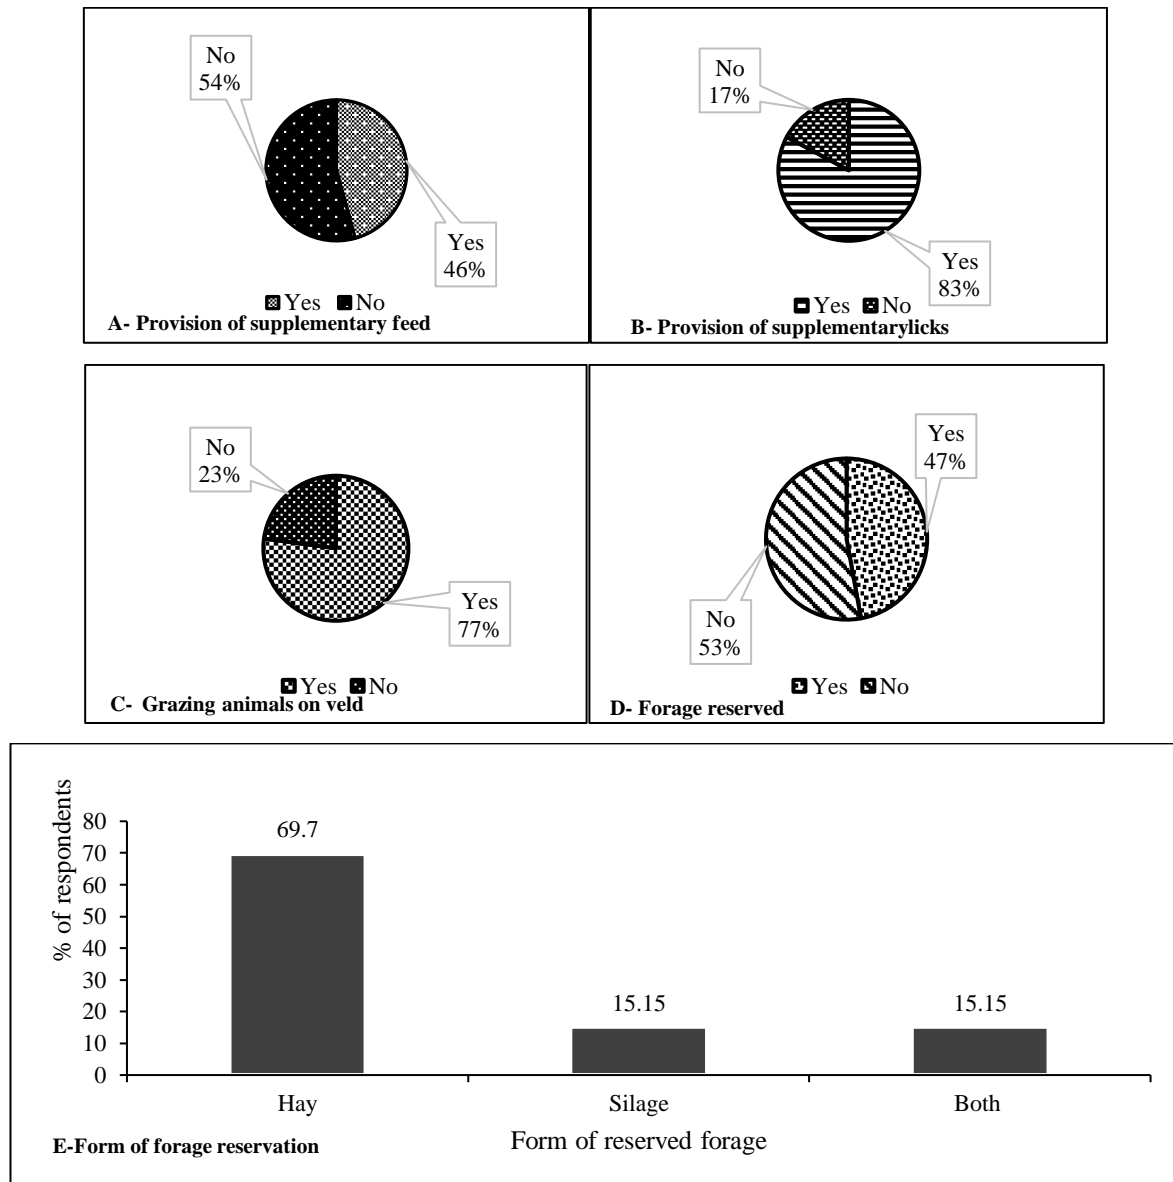 No
54%
Yes
46%
Yes No
A- Provision of supplementary feed
No
17%
Yes
83%
Yes No
B- Provision of supplementarylicks
No
23%
Yes
77%
Yes No
C- Grazing animals on veld
Yes
47%
No
53%
Yes No
D- Forage reserved
% of respondents
80
70
60
50
40
30
20
10
0
69.7
15.15
15.15
Hay
Silage
Both
Form of reserved forage
E-Form of forage reservation